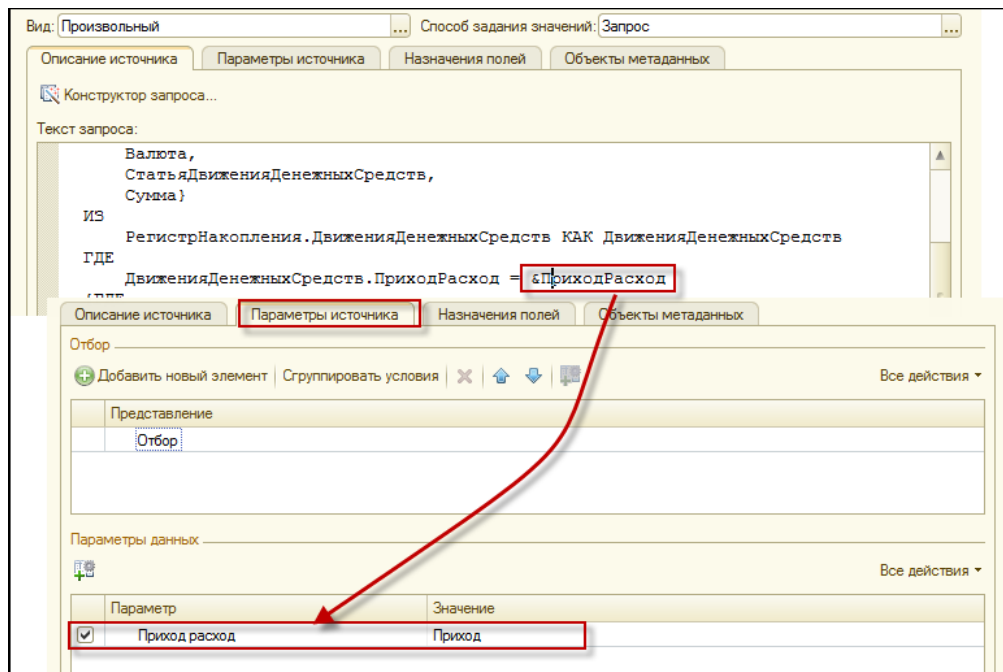 Вид: Произвольный ... Способ задания значений: Запрос ...
Описание источника Параметры источника Назначения полей Объекты метаданных
Конструктор запроса...
Текст запроса:
Валюта,
СтатьяДвиженияДенежныхСредств,
Сумма}
ИЗ
РегистрНакопления.ДвиженияДенежныхСредств КАК ДвиженияДенежныхСредств
ГДЕ
ДвиженияДенежныхСредств.ПриходРасход = &ПриходРасход
Описание источника Параметры источника Назначения полей Объекты метаданных
Отбор
Добавить новый элемент Сгруппировать условия Все действия
Представление
Отбор
Параметры данных
Все действия
Параметр Значение
Приход расход Приход